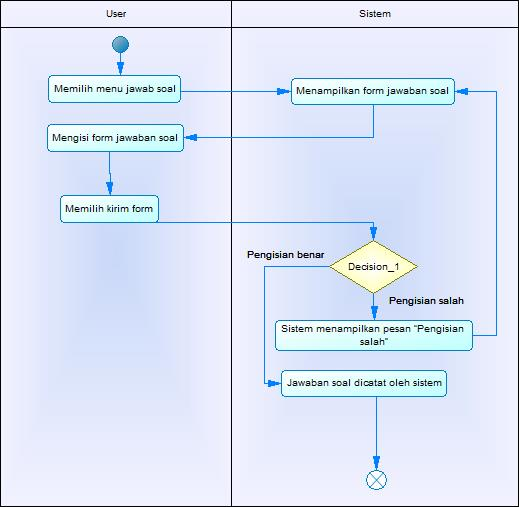 User
Sistem
Memilih menu jawab soal
Menampilkan form jawaban soal
Mengisi form jawaban soal
Memilih kirim form
Pengisian benar
Decision_1
Pengisian salah
Sistem menampilkan pesan "Pengisian
salah"
Jawaban soal dicatat oleh sistem